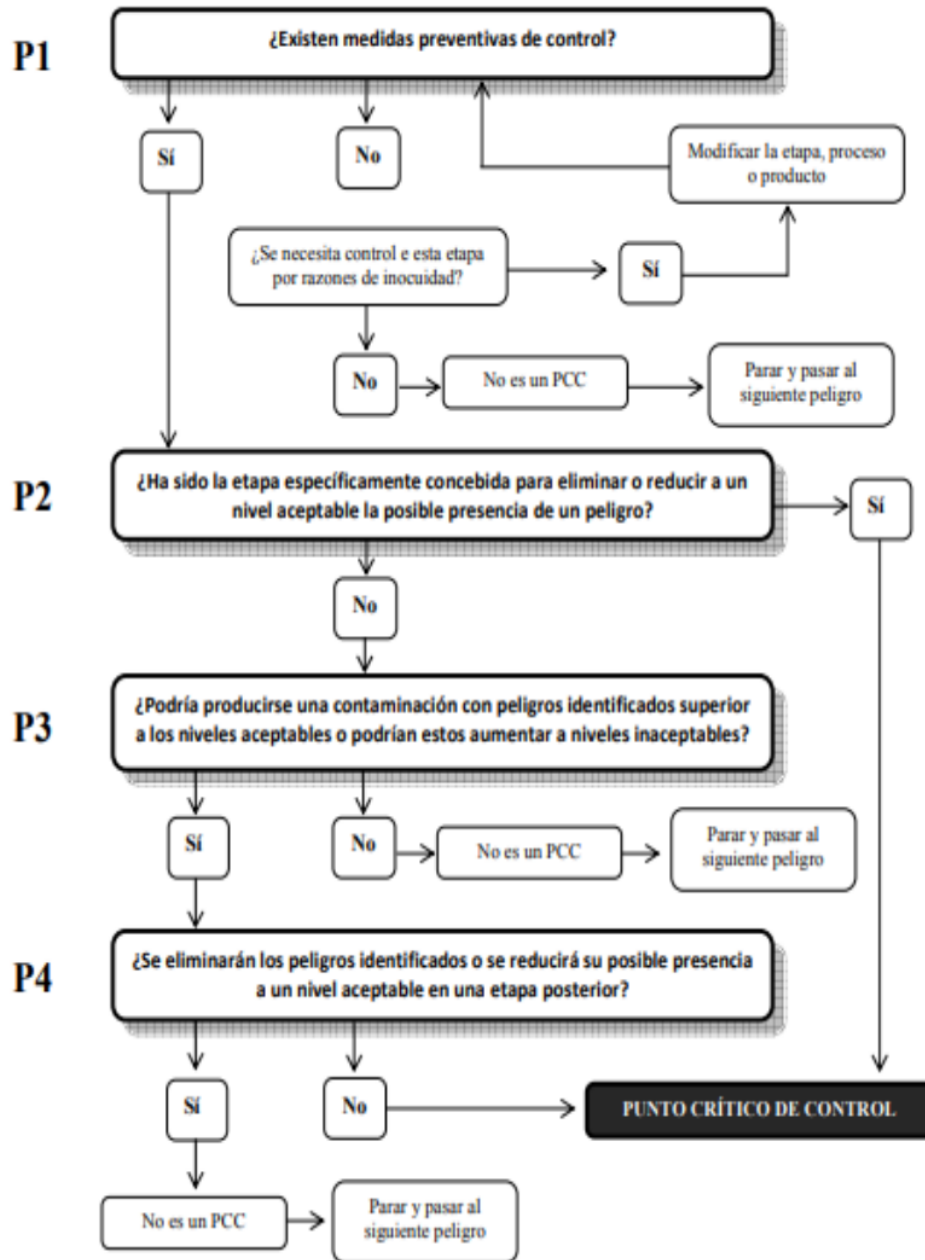 P1
¿Existen medidas preventivas de control?
Sí
No
Modificar la etapa, proceso
o producto
¿Se necesita control e esta etapa
por razones de inocuidad?
Sí
No
No es un PCC
Parar y pasar al
siguiente peligro
P2
¿Ha sido la etapa específicamente concebida para eliminar o reducir a un
nivel aceptable la posible presencia de un peligro?
Sí
No
P3
¿Podría producirse una contaminación con peligros identificados superior
a los niveles aceptables o podrían estos aumentar a niveles inaceptables?
Sí
No
No es un PCC
Parar y pasar al
siguiente peligro
P4
¿Se eliminarán los peligros identificados o se reducirá su posible presencia
a un nivel aceptable en una etapa posterior?
Sí
No
PUNTO CRÍTICO DE CONTROL
No es un PCC
Parar y pasar al
siguiente peligro